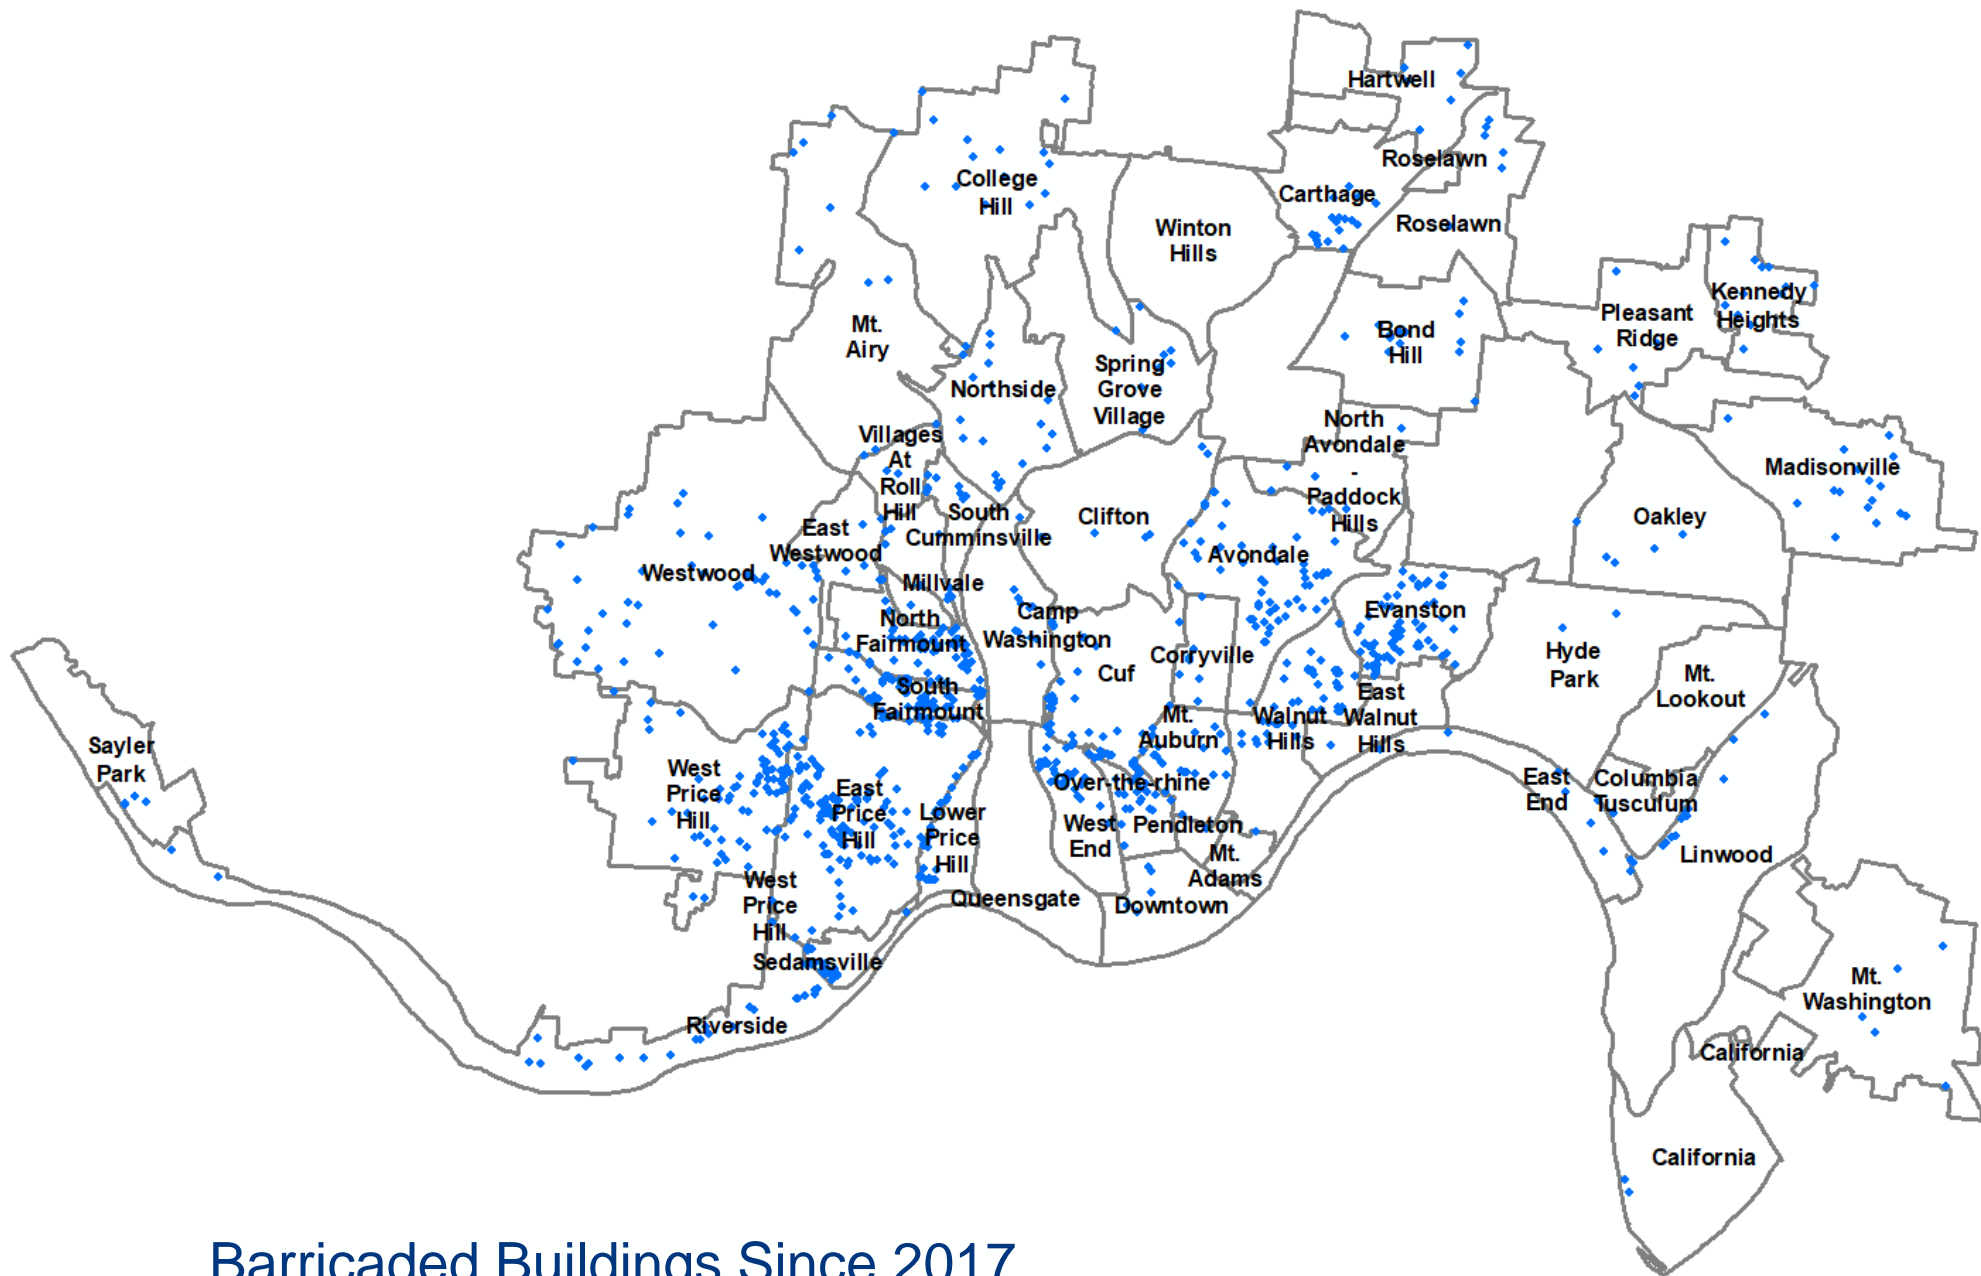 Hartwell
Roselawn
College
Hill
Carthage
Roselawn
Winton
Hills
Kennedy
Heights
Pleasant
Ridge
Mt.
Airy
Bond
Hill
Spring
Grove
Village
Northside
North
Avondale
-
Paddock
Hills
Villages
At
Roll
Hill
Madisonville
South
Cumminsville
Clifton
Oakley
East
Westwood
Avondale
Westwood
Millvale
North
Fairmount
Camp
Washington
Evanston
Corryville
Cuf
Hyde
Park
Mt.
Lookout
South
Fairmount
East
Walnut
Hills
Walnut
Hills
Mt.
Auburn
Sayler
Park
West
Price
Hill
East
Price
Hill
Over-the-rhine
East
End
Columbia
Tusculum
Lower
Price
Hill
West
End
Pendleton
Linwood
Mt.
Adams
West
Price
Hill
Queensgate
Downtown
Sedamsville
Mt.
Washington
Riverside
California
California
Barricaded Buildings Since 2017